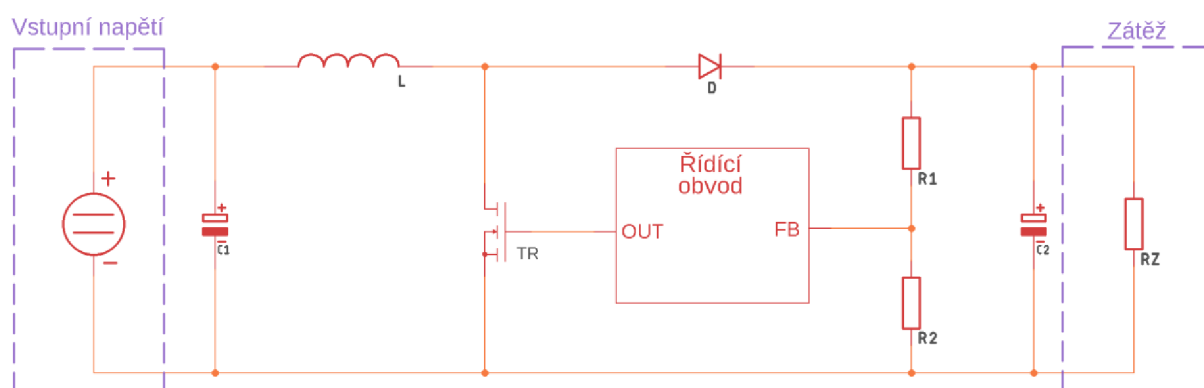 Vstupní napětí
Zátěž
L
D
Řídící
obvod
R1
+
+
+
OUT
FB
C1
TR
C2
RZ
R2